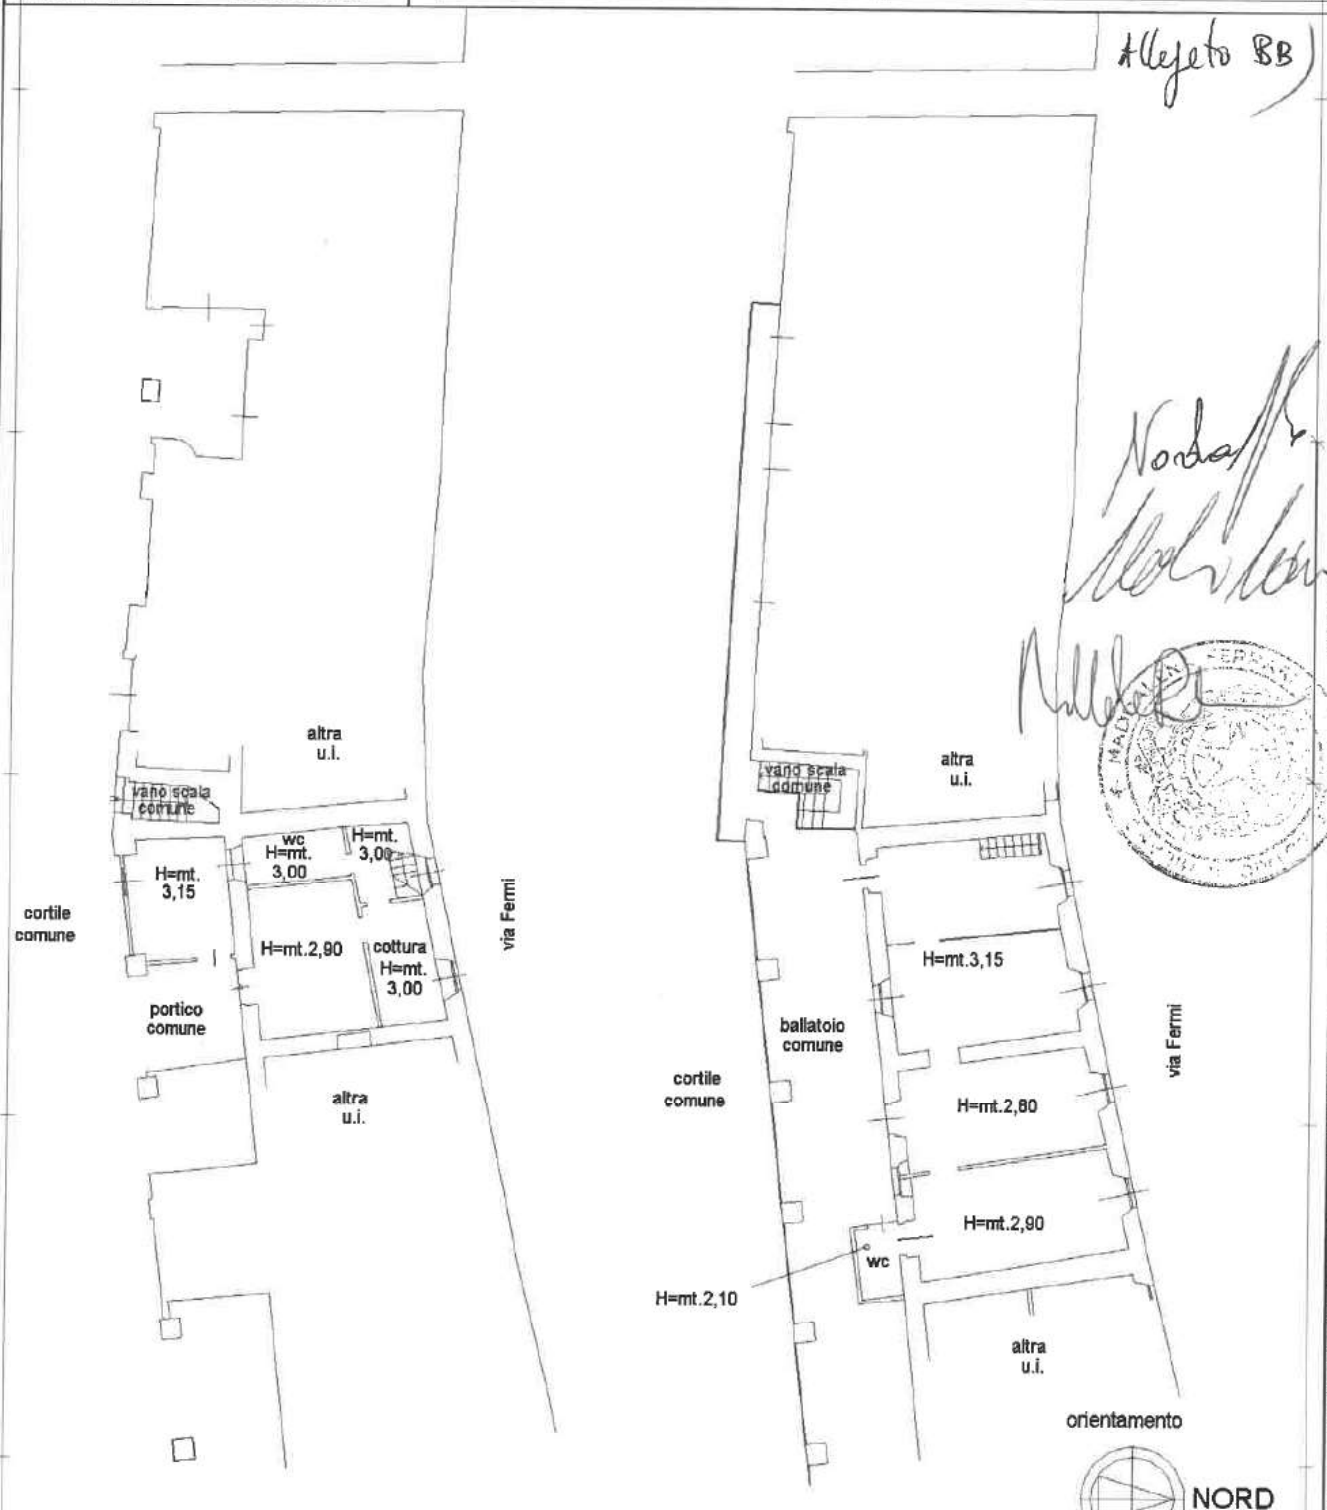 Allegato BB)
altra
u.i.
vano scala
comune
wc
H=mt.
3,00
H=mt.
3,00
H=mt.
3,15
cortile
comune
H=mt.2,90
cottura
H=mt.
3,00
portico
comune
via Fermi
altra
u.i.
altra
u.i.
vano scala
comune
H=mt.3,15
ballatoio
comune
cortile
comune
via Fermi
H=mt.2,80
H=mt.2,90
wc
H=mt.2,10
altra
u.i.
orientamento
NORD